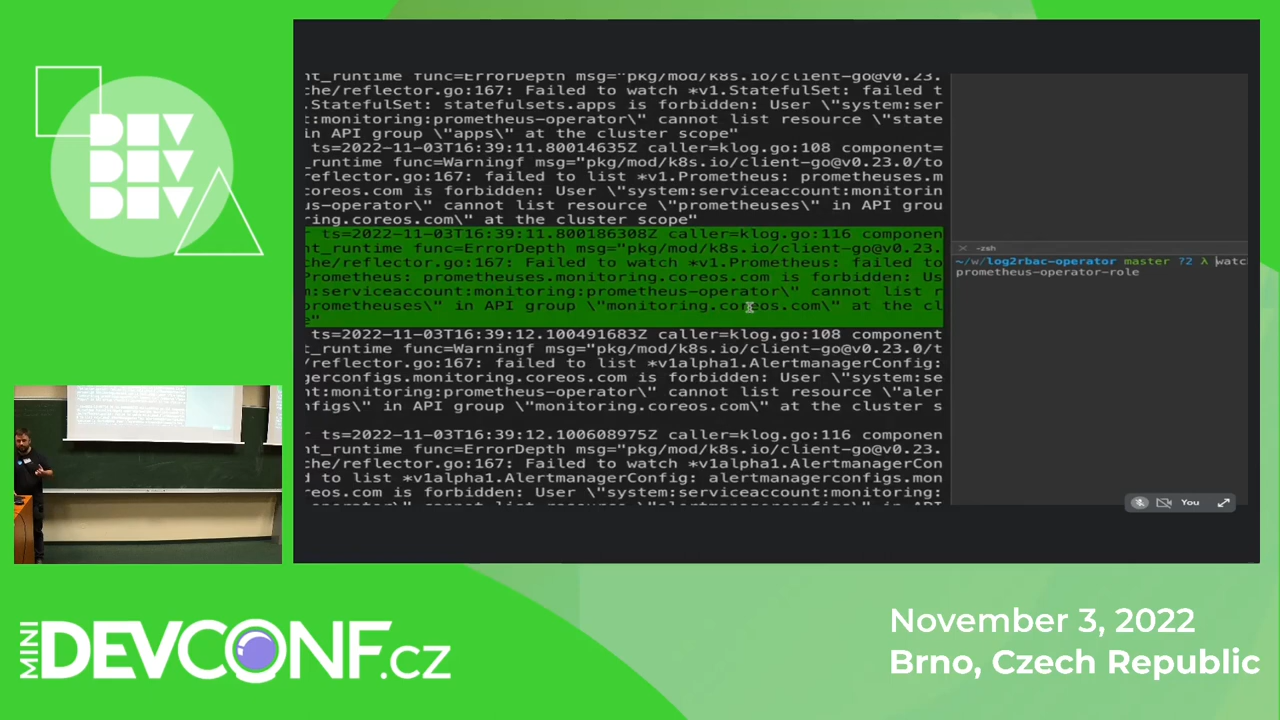 DEV
DEV
DEV
nt_runtime func=ErrorDepth msg="pkg/mod/k8s.io/client-go@v0.23.
che/reflector.go:167: Failed to watch *v1.StatefulSet: failed t
.StatefulSet: statefulsets.apps is forbidden: User \"system:ser
:monitoring:prometheus-operator\" cannot list resource \"state
in API group \"apps\" at the cluster scope"
ts=2022-11-03T16:39:11.80014635Z caller=klog.go:108 component=
_runtime func=Warningf msg="pkg/mod/k8s.io/client-go@v0.23.0/to
reflector.go:167: failed to list *v1.Prometheus: prometheuses.m
coreos.com is forbidden: User \"system:serviceaccount:monitorin
us-operator\" cannot list resource \"prometheuses\" in API grou
ring.coreos.com\" at the cluster scope"
r ts=2022-11-03T16:39:11.800186308Z caller=klog.go:116 componen
nt_runtime func=ErrorDepth msg="pkg/mod/k8s.io/client-go@v0.23.
che/reflector.go:167: Failed to watch *v1.Prometheus: failed to
Prometheus: prometheuses.monitoring.coreos.com is forbidden: Us
m:serviceaccount:monitoring:prometheus-operator\" cannot list r
prometheuses\" in API group \"monitoring.coreos.com\" at the cl
e"
ts=2022-11-03T16:39:12.100491683Z caller=klog.go:108 component
t_runtime func=Warningf msg="pkg/mod/k8s.io/client-go@v0.23.0/t
/reflector.go:167: failed to list *v1alpha1.AlertmanagerConfig:
gerconfigs.monitoring.coreos.com is forbidden: User \"system:se
nt:monitoring:prometheus-operator\" cannot list resource \"aler
nfigs\" in API group \"monitoring.coreos.com\" at the cluster s
r ts=2022-11-03T16:39:12.100608975Z caller=klog.go:116 componen
nt_runtime func=ErrorDepth msg="pkg/mod/k8s.io/client-go@v0.23.
che/reflector.go:167: Failed to watch *v1alpha1.AlertmanagerCon
d to list *v1alpha1.AlertmanagerConfig: alertmanagerconfigs.mon
reos.com is forbidden: User \"system:serviceaccount:monitoring:
-zsh
~/w/log2rbac-operator master ?2 λ watc
prometheus-operator-role
You
MINI DEVCONF.cz
November 3, 2022
Brno, Czech Republic